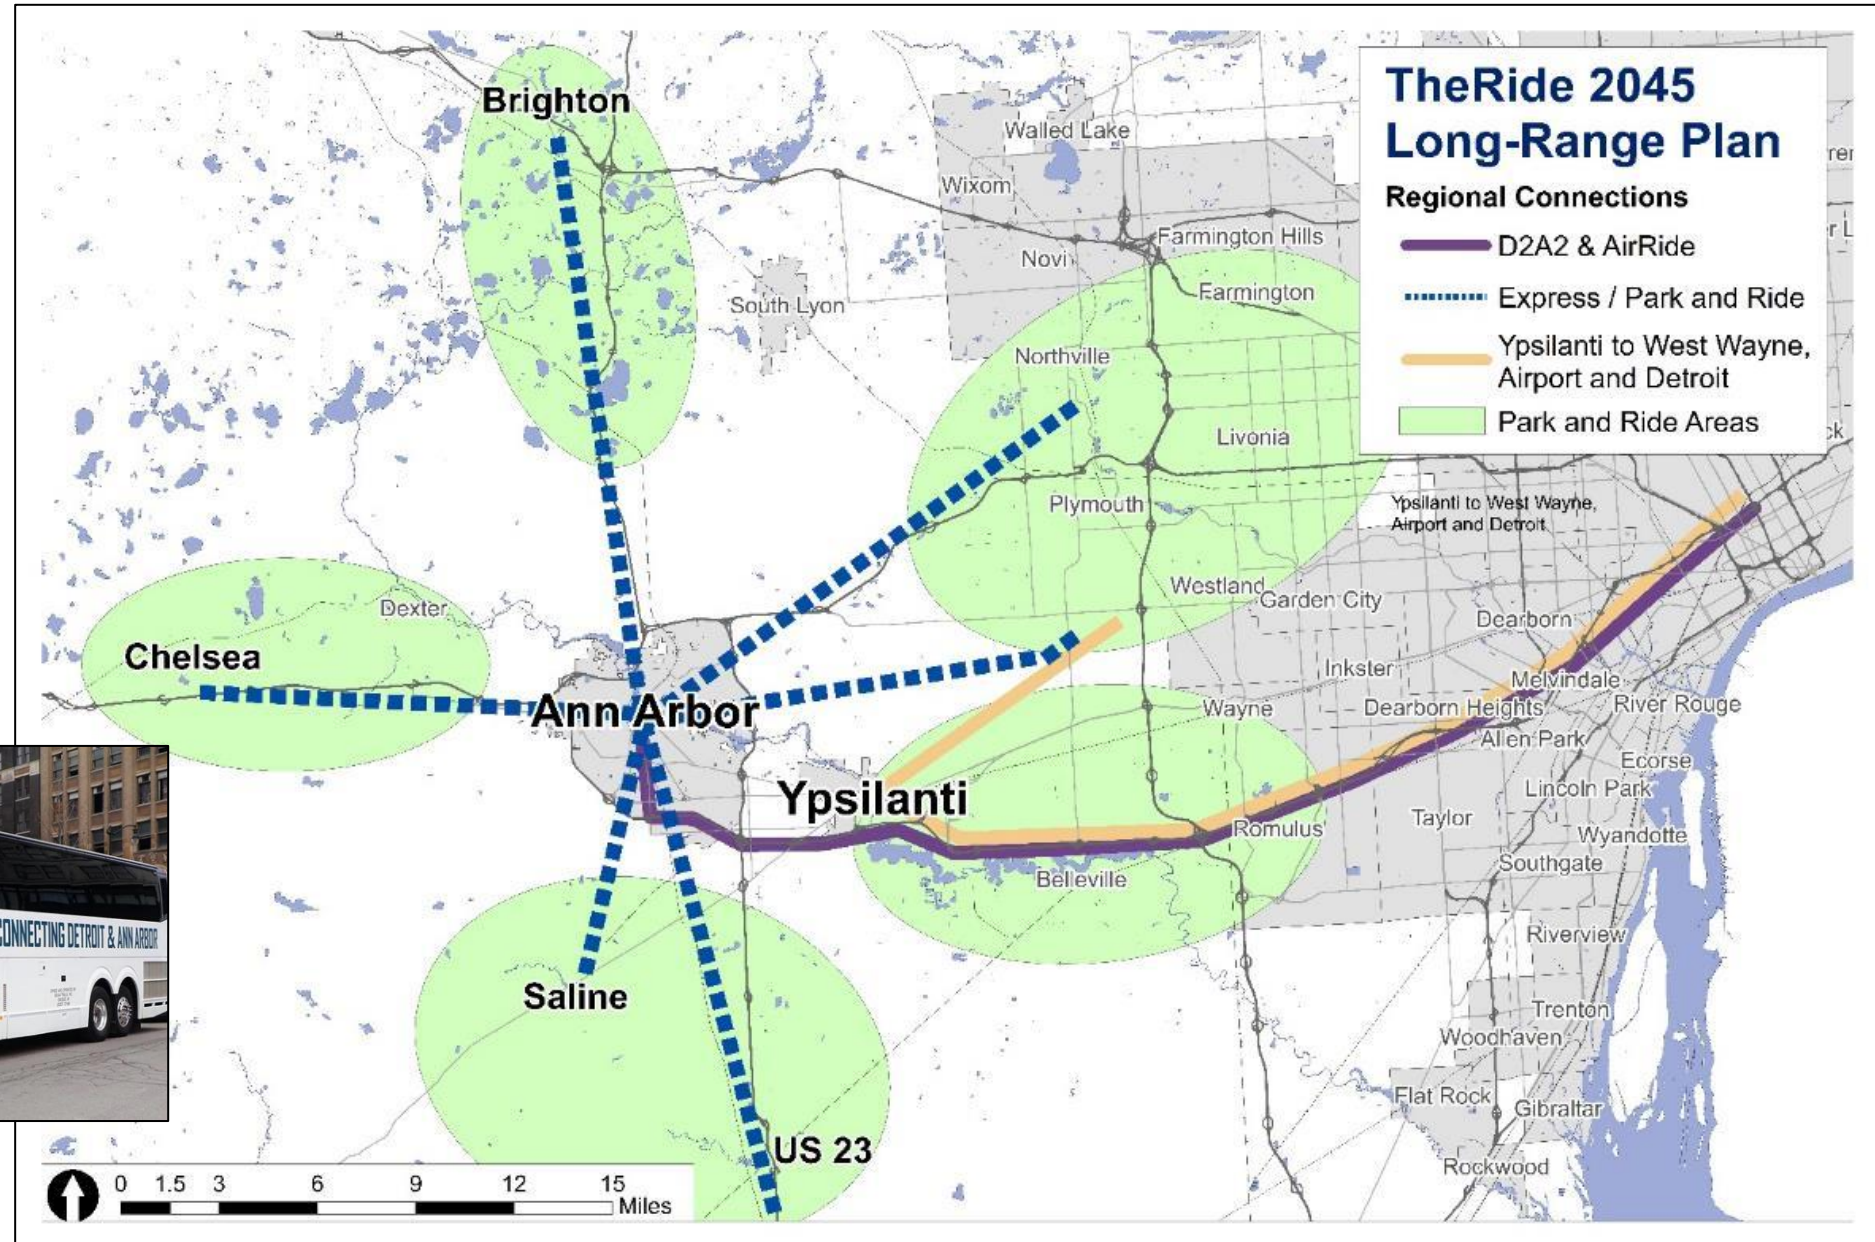 TheRide 2045
Long-Range Plan
Regional Connections
D2A2 & AirRide
Express / Park and Ride
Ypsilanti to West Wayne,
Airport and Detroit
Park and Ride Areas
Brighton
Walled Lake
Wixom
Farmington Hills
Novi
Farmington
South Lyon
Northville
Livonia
Plymouth
Ypsilanti to West Wayne,
Airport and Detroit
Westland
Garden City
Dexter
Dearborn
Chelsea
Inkster
Melvindale
Ann Arbor
Wayne
Dearborn Heights
River Rouge
Allen Park
Ecorse
Ypsilanti
Lincoln Park
Taylor
Romulus
Wyandotte
Southgate
Belleville
CONNECTING DETROIT & ANN ARBOR
Riverview
Saline
Trenton
Woodhaven
Flat Rock
Gibraltar
US 23
Rockwood
0 1.5 3 6 9 12 15
Miles